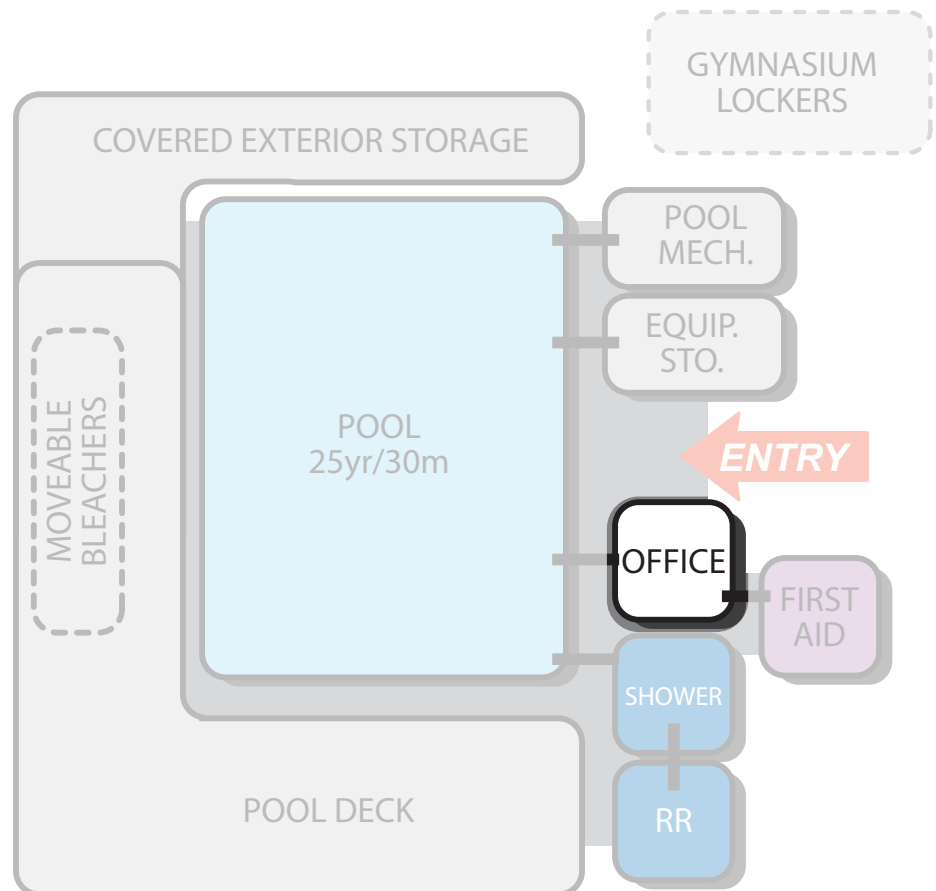 GYMNASIUM
LOCKERS
COVERED EXTERIOR STORAGE
POOL
MECH.
EQUIP.
STO.
MOVEABLE
BLEACHERS
POOL
25yr/30m
ENTRY
OFFICE
FIRST
AID
SHOWER
POOL DECK
RR